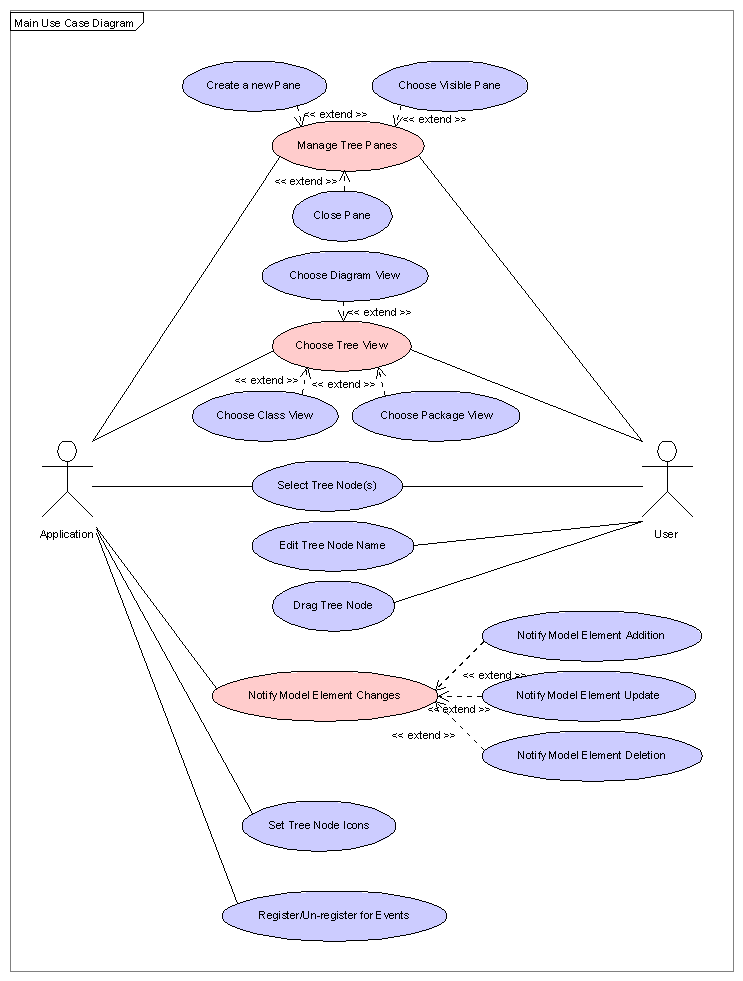 Main Use Case Diagram
Create a new Pane
Choose Visible Pane
<< extend >>
<< extend >>
Manage Tree Panes
<< extend >>
Close Pane
Choose Diagram View
<< extend >>
Choose Tree View
<< extend >>
<< extend >>
Choose Class View
Choose Package View
Select Tree Node(s)
Application
User
Edit Tree Node Name
Drag Tree Node
Notify Model Element Addition
<< extend >>
Notify Model Element Changes
Notify Model Element Update
<< extend >>
<< extend >>
Notify Model Element Deletion
Set Tree Node Icons
Register/Un-register for Events